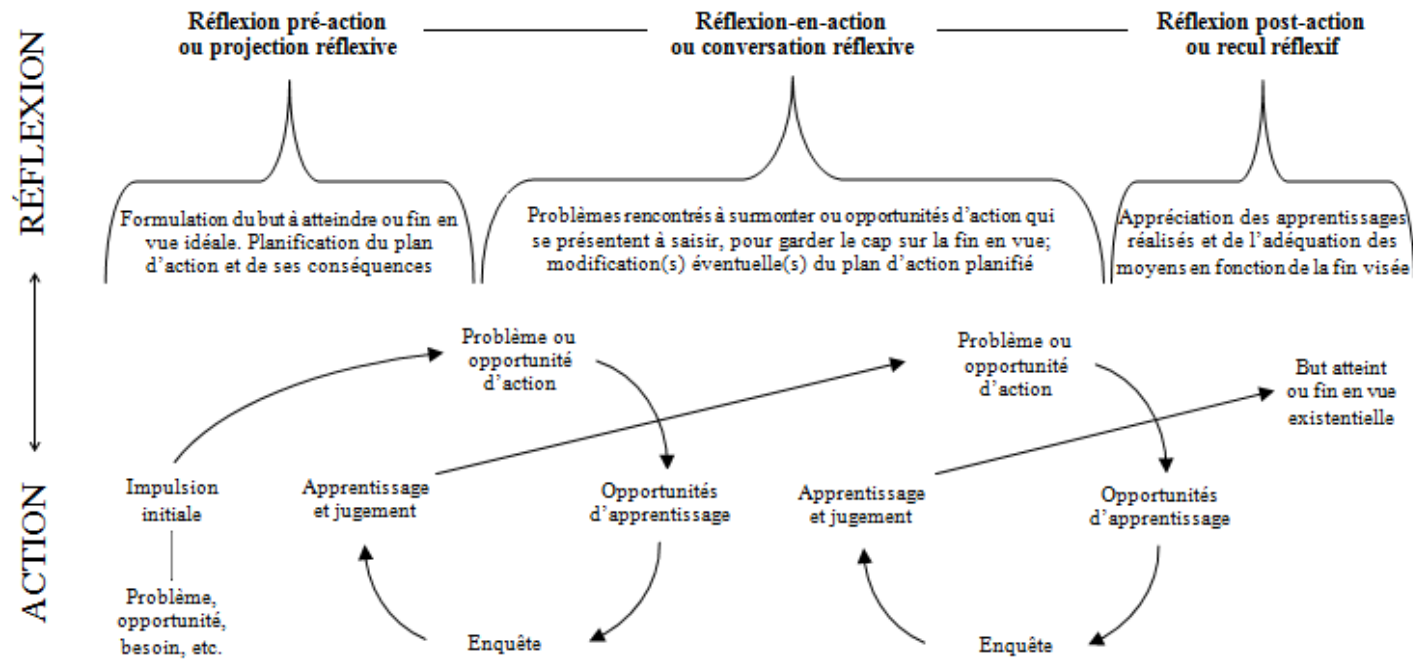 RÉFLEXION
ACTION
Réflexion pré-action
ou projection réflexive
Réflexion-en-action
ou conversation réflexive
Réflexion post-action
ou recul réflexif
Formulation du but à atteindre ou fin en
vue idéale. Planification du plan
d’action et de ses conséquences
Problèmes rencontrés à surmonter ou opportunités d’action qui
se présentent à saisir, pour garder le cap sur la fin en vue;
modification(s) éventuelle(s) du plan d’action planifié
Appréciation des apprentissages
réalisés et de l’adéquation des
moyens en fonction de la fin visée
Problème ou
opportunité
d’action
Problème ou
opportunité
d’action
But atteint
ou fin en vue
existentielle
Impulsion
initiale
Apprentissage
et jugement
Opportunités
d’apprentissage
Apprentissage
et jugement
Opportunités
d’apprentissage
Problème,
opportunité,
besoin, etc.
Enquête
Enquête